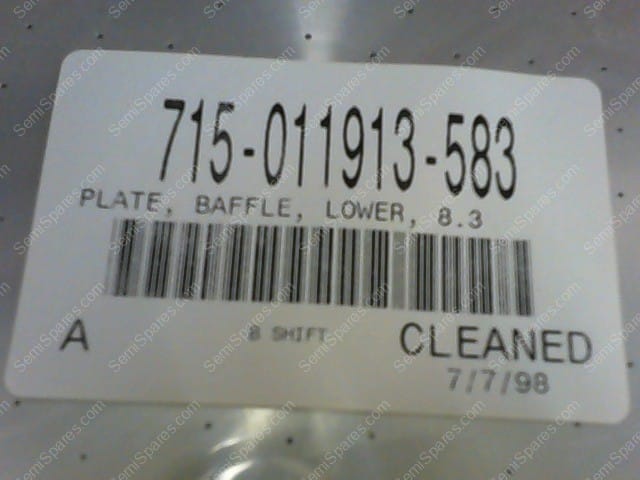 715-011913-583
PLATE, BAFFLE, LOWER, 8.3
A
B SHIFT
CLEANED
7/7/98
SemiSpares.com